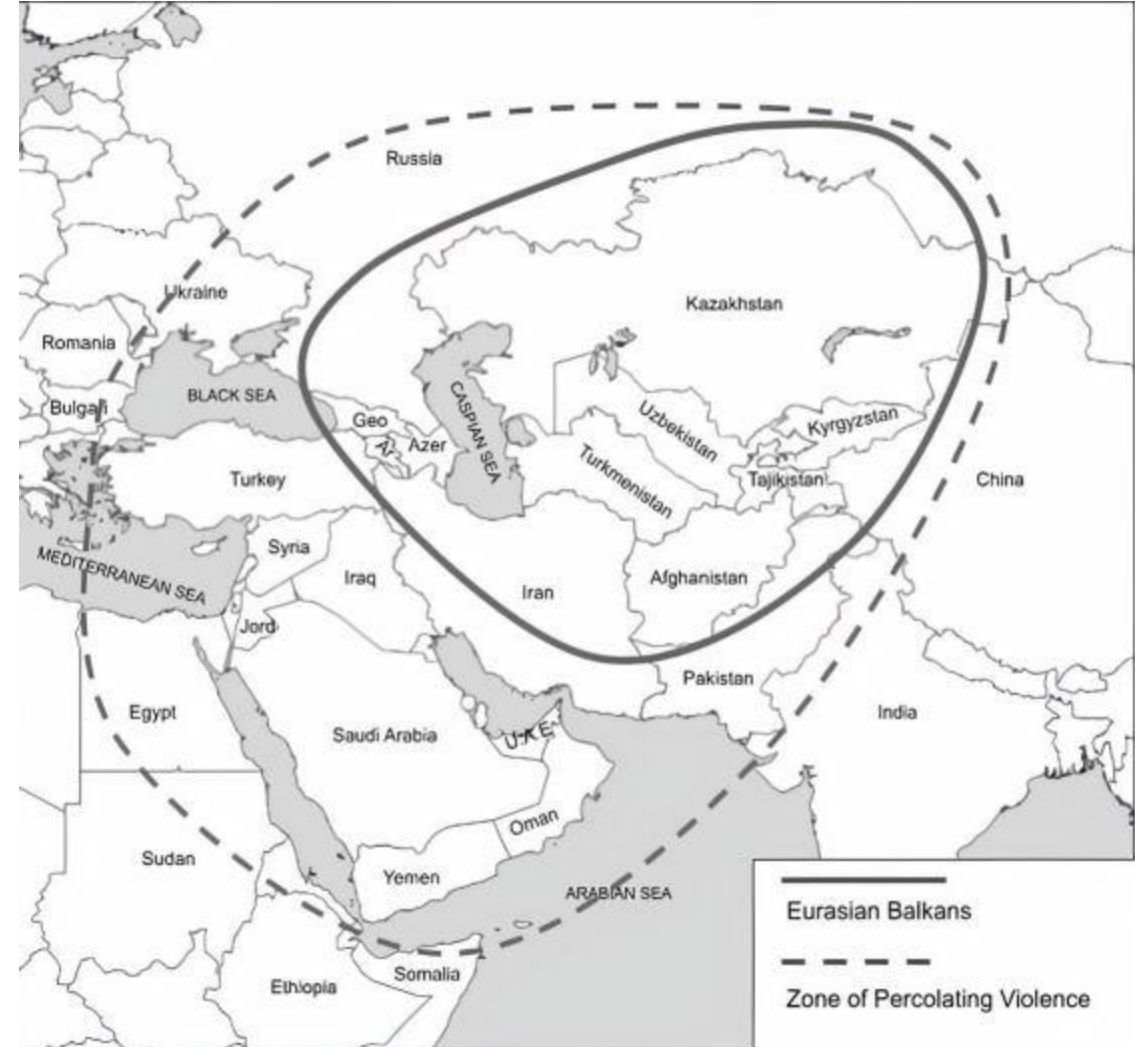 Russia
Ukraine
Kazakhstan
Romania
BLACK SEA
Bulgari
CASPIAN SEA
Geo
Ar
Azer
Uzbekistan
Kyrgyzstan
Turkmenistan
Tajikistan
Turkey
China
MEDITERRANEAN SEA
Syria
Iraq
Iran
Afghanistan
Jord
Pakistan
Egypt
Saudi Arabia
U.A.E
India
Oman
Sudan
Yemen
ARABIAN SEA
Somalia
Ethiopia
Eurasian Balkans
Zone of Percolating Violence